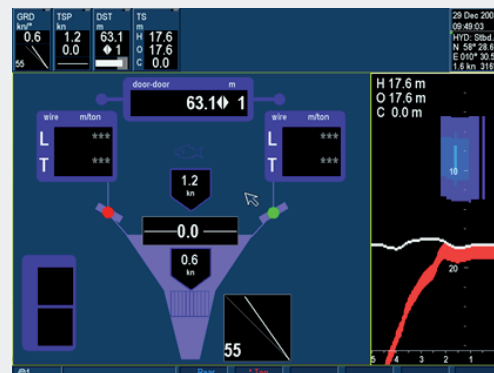 GRD
kn/°
0.6
55
TSP
kn
1.2
0.0
DST
m
63.1
1
TS
m
H 17.6
O 17.6
C 0.0
29 Dec 200
09:49:03
HYD: Stbd.
N 58° 28.6
E 010° 30.5
1.6 kn 316°
door-door m
63.1 1
wire m/ton
L ***
T ***
wire m/ton
L ***
T ***
1.2
kn
0.0
0.6
kn
55
H 17.6 m
O 17.6 m
C 0.0 m
10
20
5 4 3 2 1